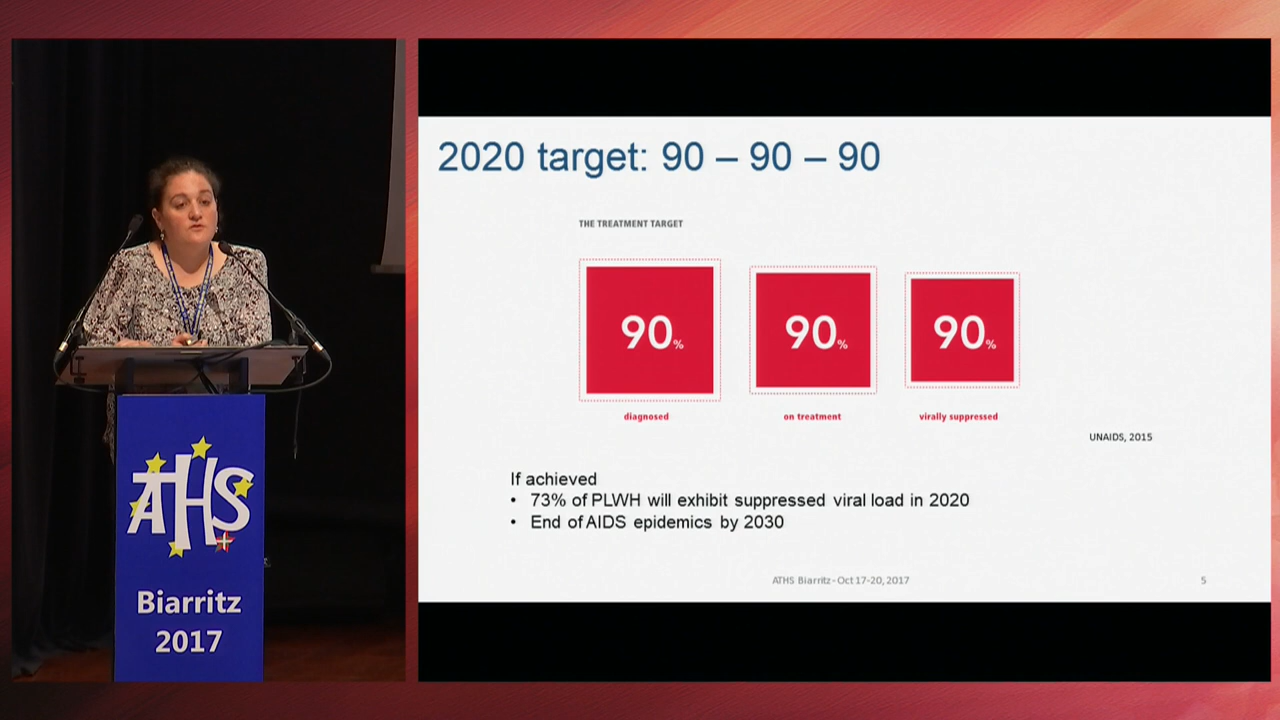 2020 target: 90 – 90 – 90
THE TREATMENT TARGET
90%
90%
90%
diagnosed
on treatment
virally suppressed
UNAIDS, 2015
If achieved
• 73% of PLWH will exhibit suppressed viral load in 2020
• End of AIDS epidemics by 2030
ATHS Biarritz - Oct 17-20, 2017
5
ATHS
Biarritz
2017